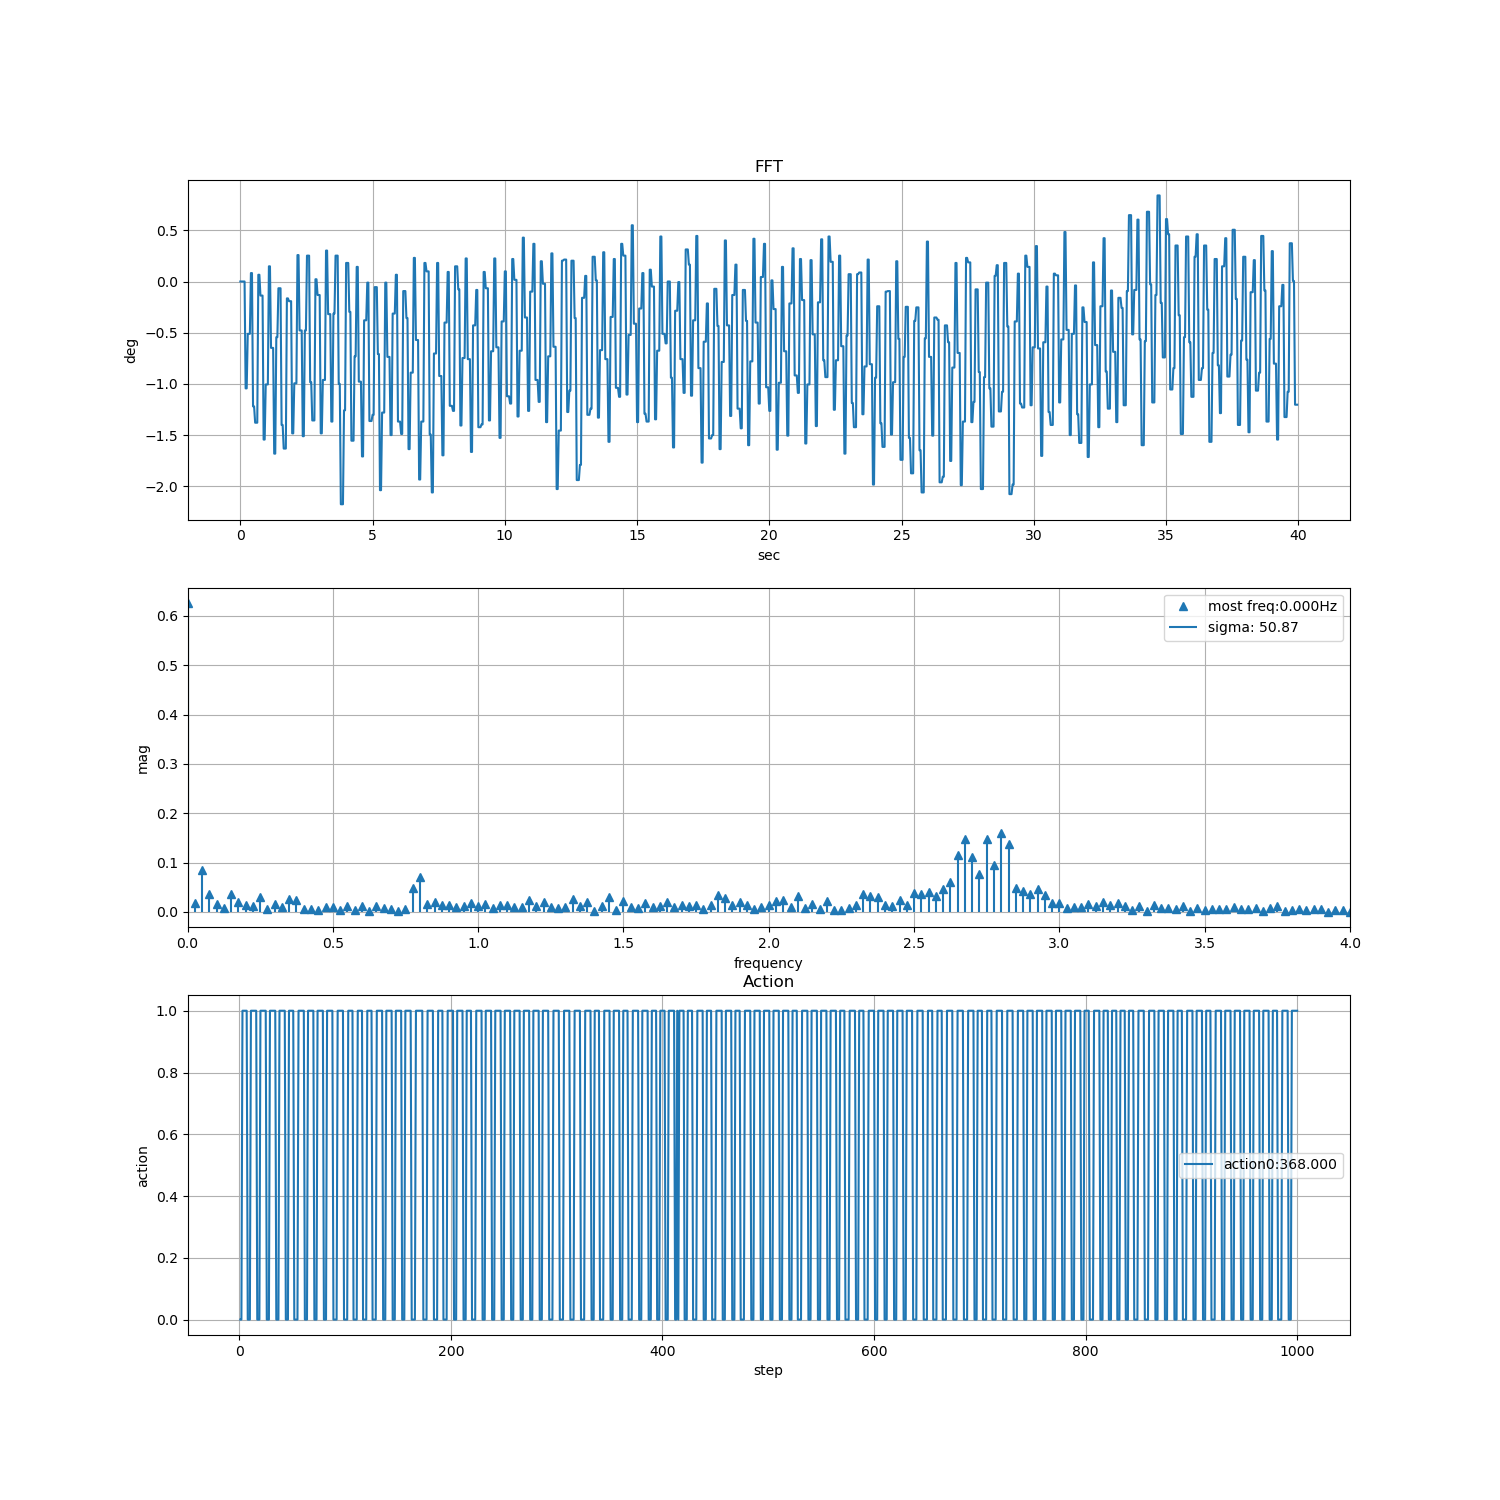 FFT
0.5
0.0
−0.5
−1.0
−1.5
−2.0
deg
0 5 10 15 20 25 30 35 40
sec
0.6
0.5
0.4
0.3
0.2
0.1
0.0
mag
most freq:0.000Hz
sigma: 50.87
0.0 0.5 1.0 1.5 2.0 2.5 3.0 3.5 4.0
frequency
Action
1.0
0.8
0.6
0.4
0.2
0.0
action
action0:368.000
0 200 400 600 800 1000
step